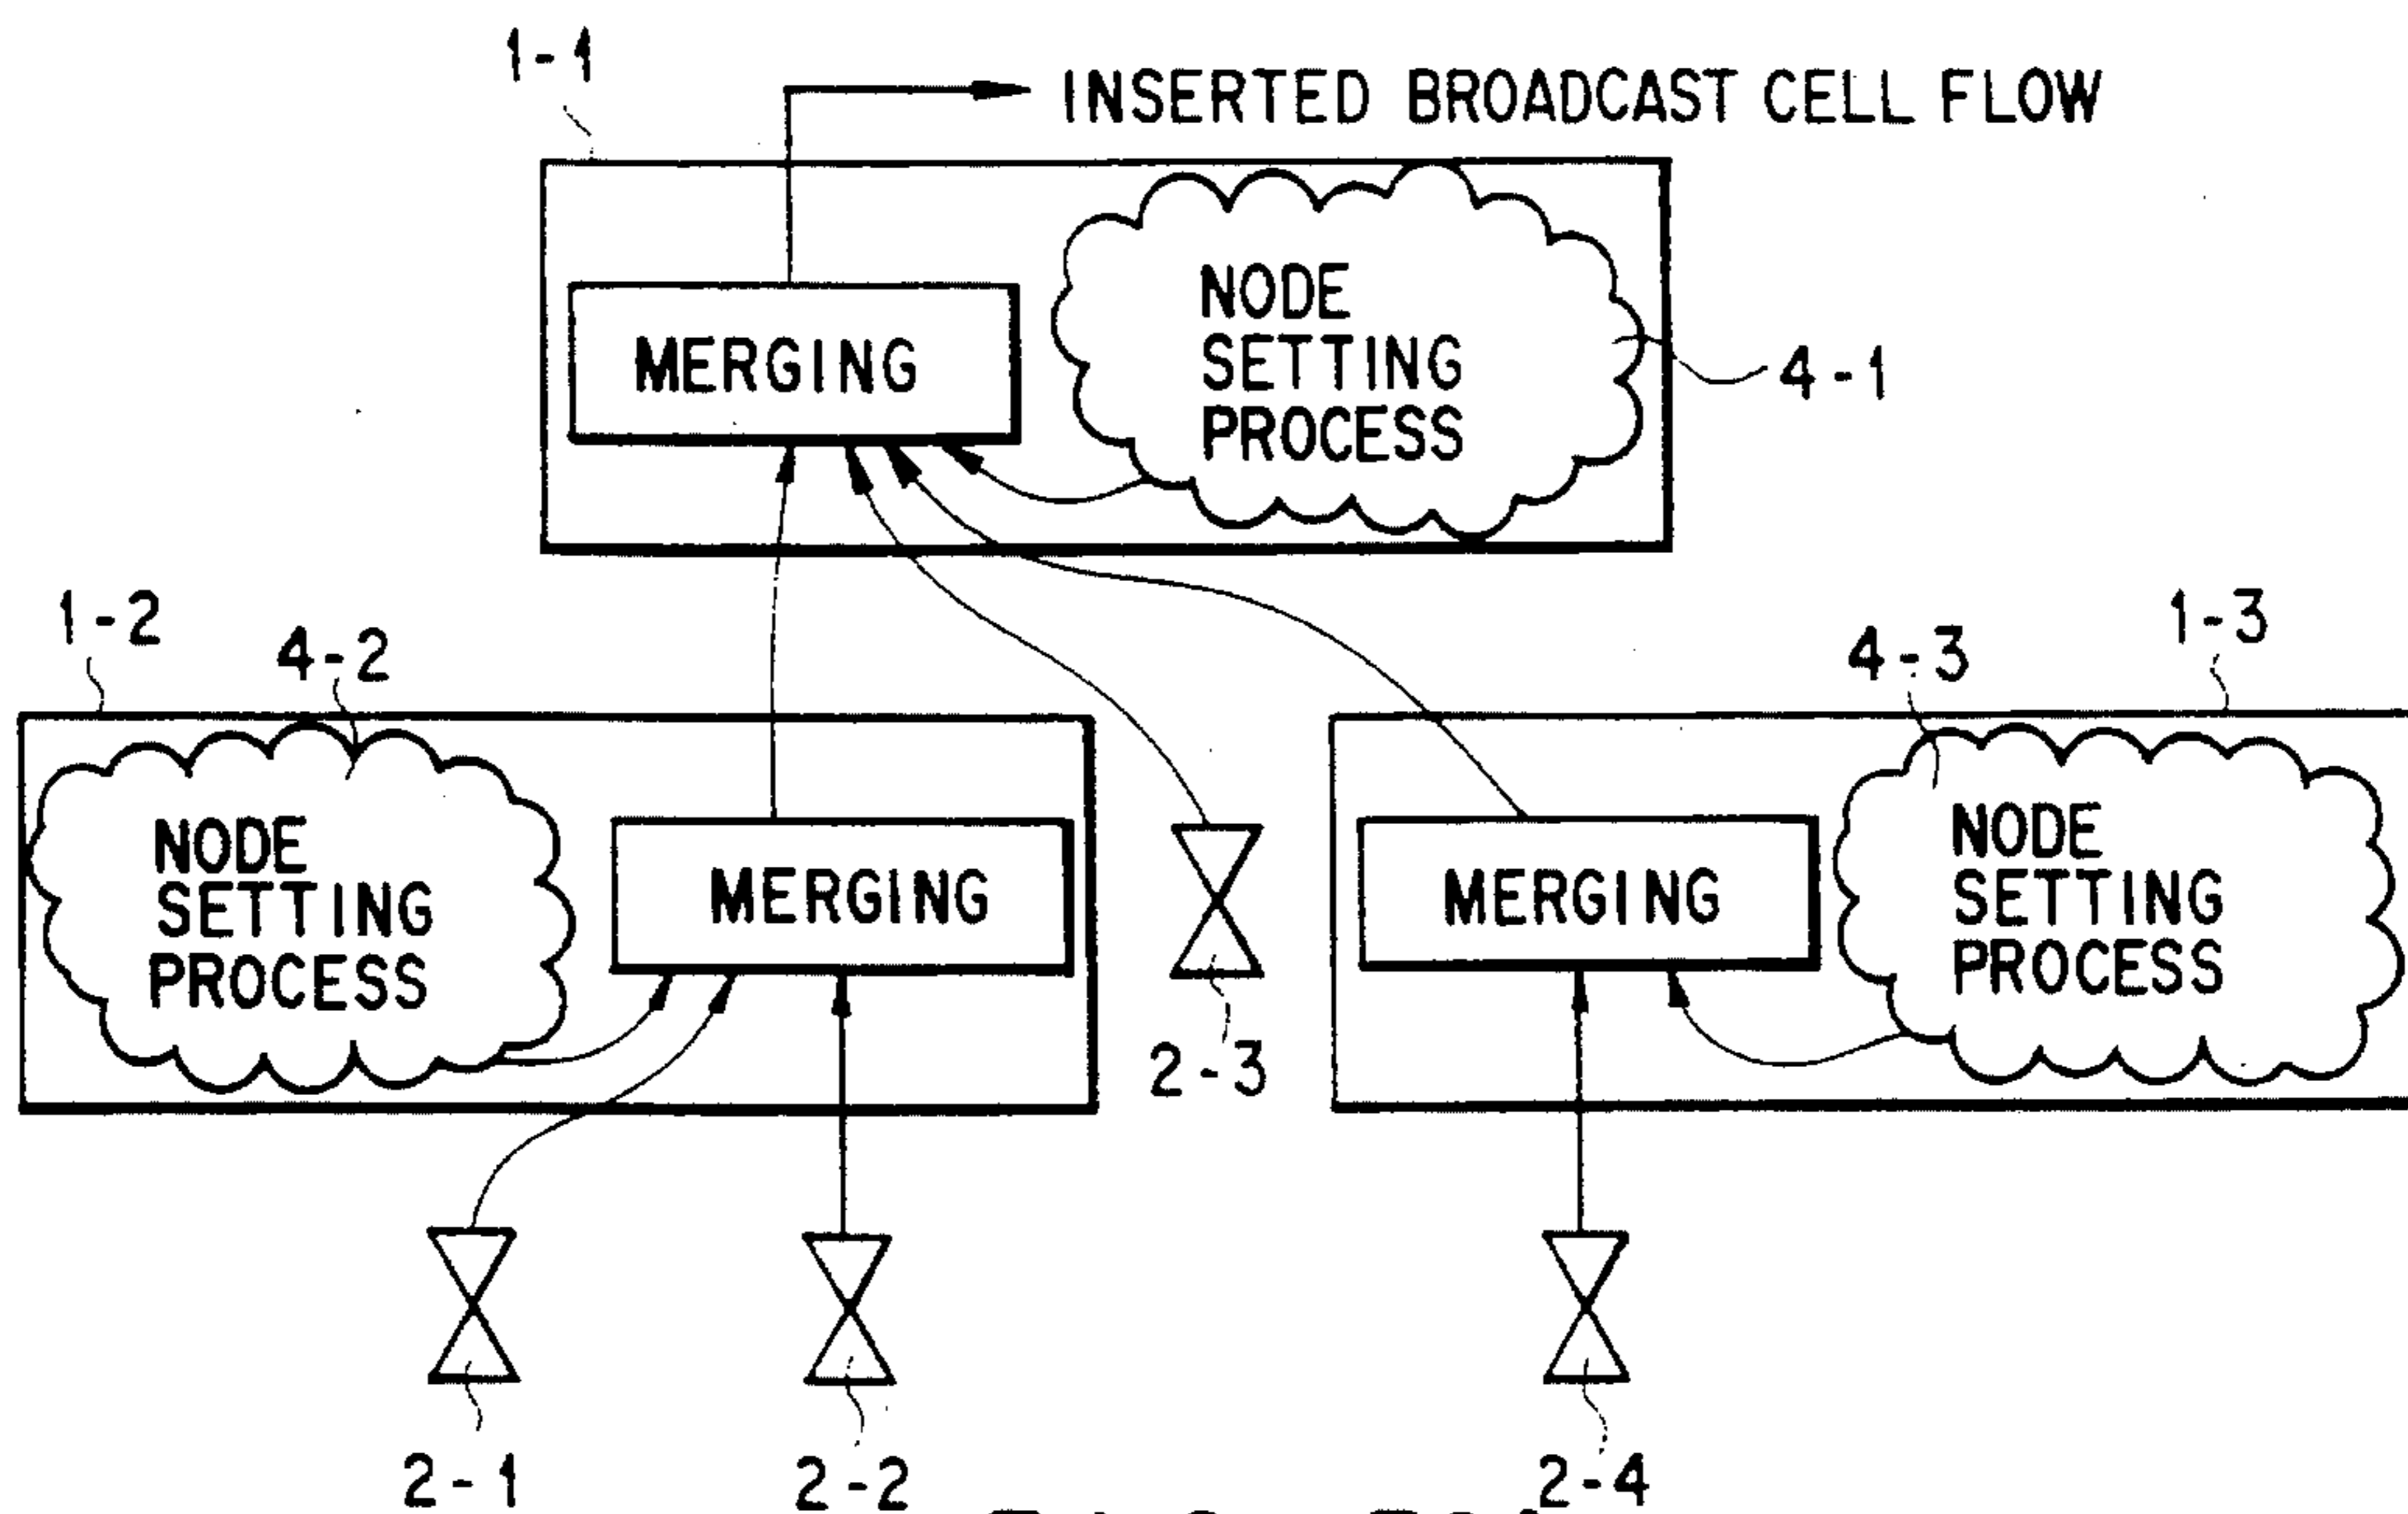 1-1
INSERTED BROADCAST CELL FLOW
MERGING
NODE
SETTING
PROCESS
4-1
1-2
4-2
4-3
1-3
NODE
SETTING
PROCESS
MERGING
MERGING
NODE
SETTING
PROCESS
2-3
2-1
2-2
2-4